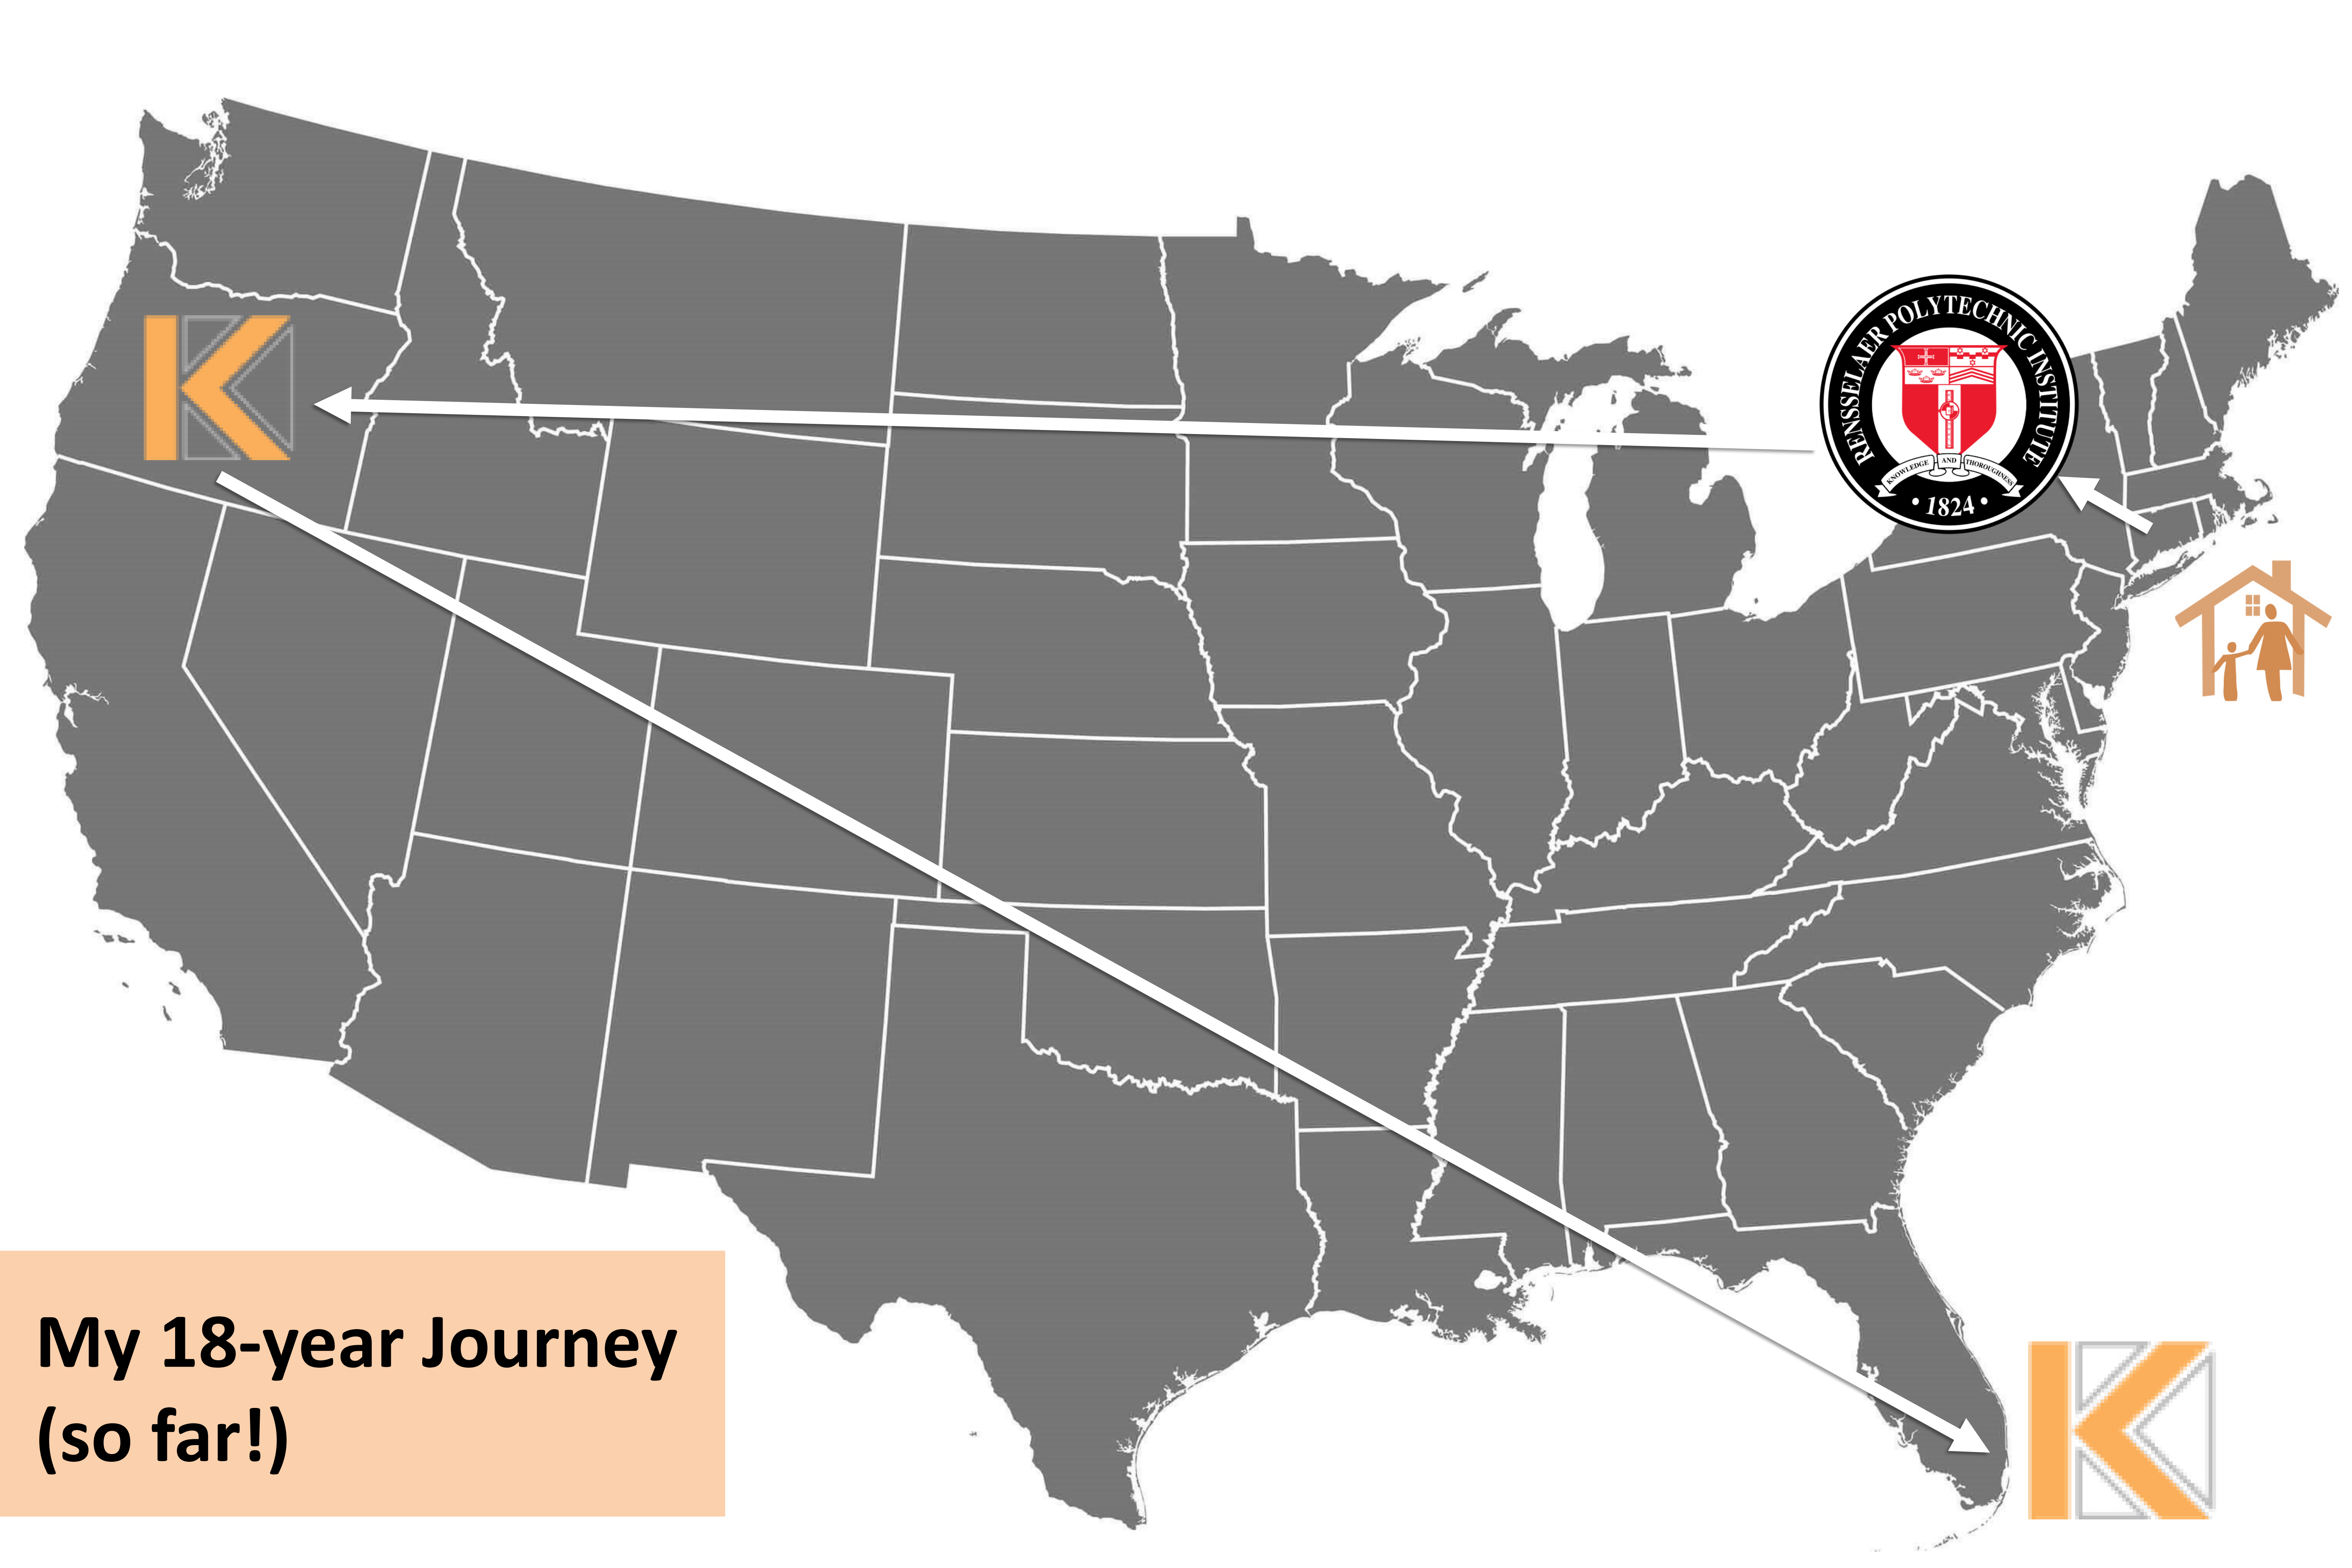 RENSSELAER POLYTECHNIC INSTITUTE
KNOWLEDGE AND THOROUGHNESS
• 1824 •
My 18-year Journey
(so far!)